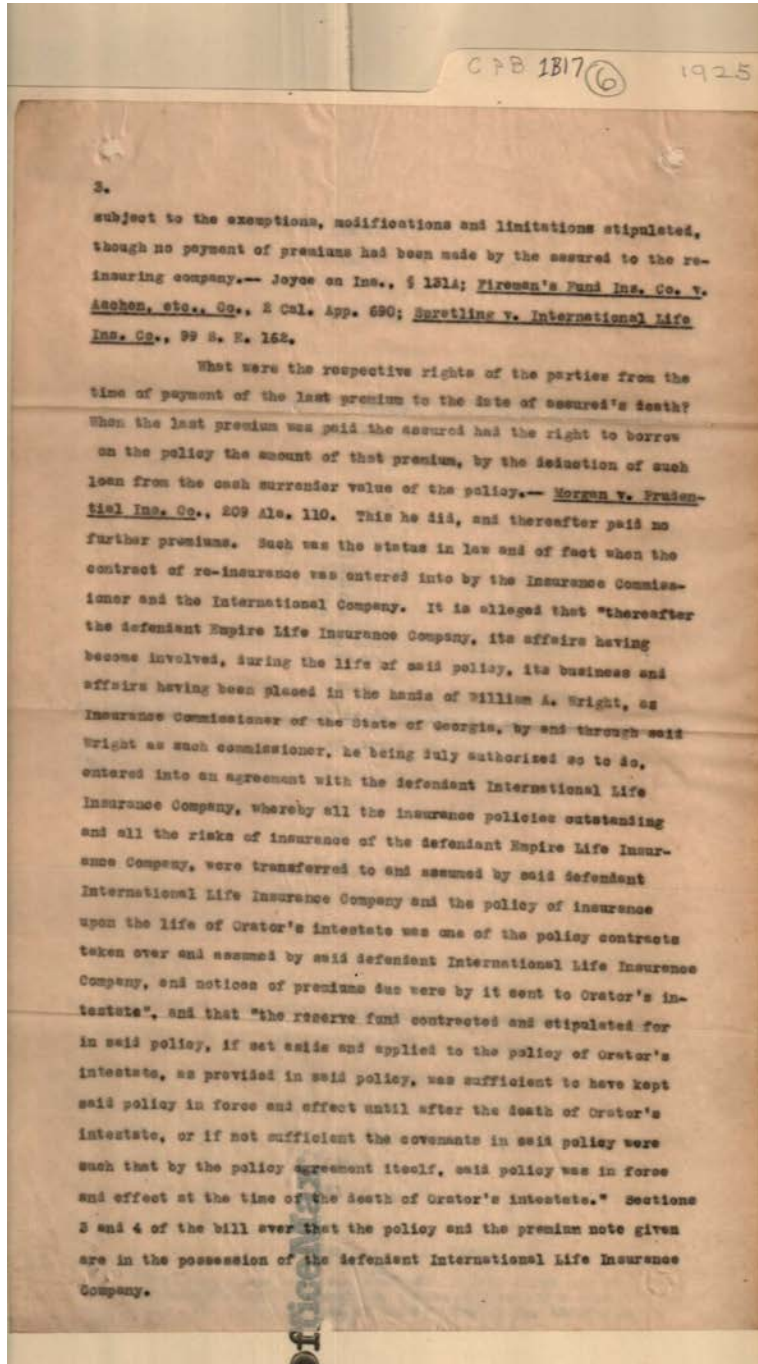 CPB 1B17 6 1925
3.
subject to the exemptions, modifications and limitations stipulated,
though no payment of premiums had been made by the assured to the re-
insuring company.-- Joyce on Ins., § 131A; Fireman's Fund Ins. Co. v.
Aachen, etc., Co., 2 Cal. App. 690; Spratling v. International Life
Ins. Co., 99 S. E. 162.
What were the respective rights of the parties from the
time of payment of the last premium to the date of assured's death?
When the last premium was paid the assured had the right to borrow
on the policy the amount of that premium, by the deduction of such
loan from the cash surrender value of the policy.-- Morgan v. Pruden-
tial Ins. Co., 209 Ala. 110. This he did, and thereafter paid no
further premiums. Such was the status in law and of fact when the
contract of re-insurance was entered into by the Insurance Commiss-
ioner and the International Company. It is alleged that "thereafter
the defendant Empire Life Insurance Company, its affairs having
become involved, during the life of said policy, its business and
affairs having been placed in the hands of William A. Wright, as
Insurance Commissioner of the State of Georgia, by and through said
Wright as such commissioner, he being duly authorized so to do,
entered into an agreement with the defendant International Life
Insurance Company, whereby all the insurance policies outstanding
and all the risks of insurance of the defendant Empire Life Insur-
ance Company, were transferred to and assumed by said defendant
International Life Insurance Company and the policy of insurance
upon the life of Orator's intestate was one of the policy contracts
taken over and assumed by said defendant International Life Insurance
Company, and notices of premiums due were by it sent to Orator's in-
testate", and that "the reserve fund contracted and stipulated for
in said policy, if set aside and applied to the policy of Orator's
intestate, as provided in said policy, was sufficient to have kept
said policy in force and effect until after the death of Orator's
intestate, or if not sufficient the covenants in said policy were
such that by the policy agreement itself, said policy was in force
and effect at the time of the death of Orator's intestate." Sections
3 and 4 of the bill aver that the policy and the premium note given
are in the possession of the defendant International Life Insurance
Company.
OfficeMax